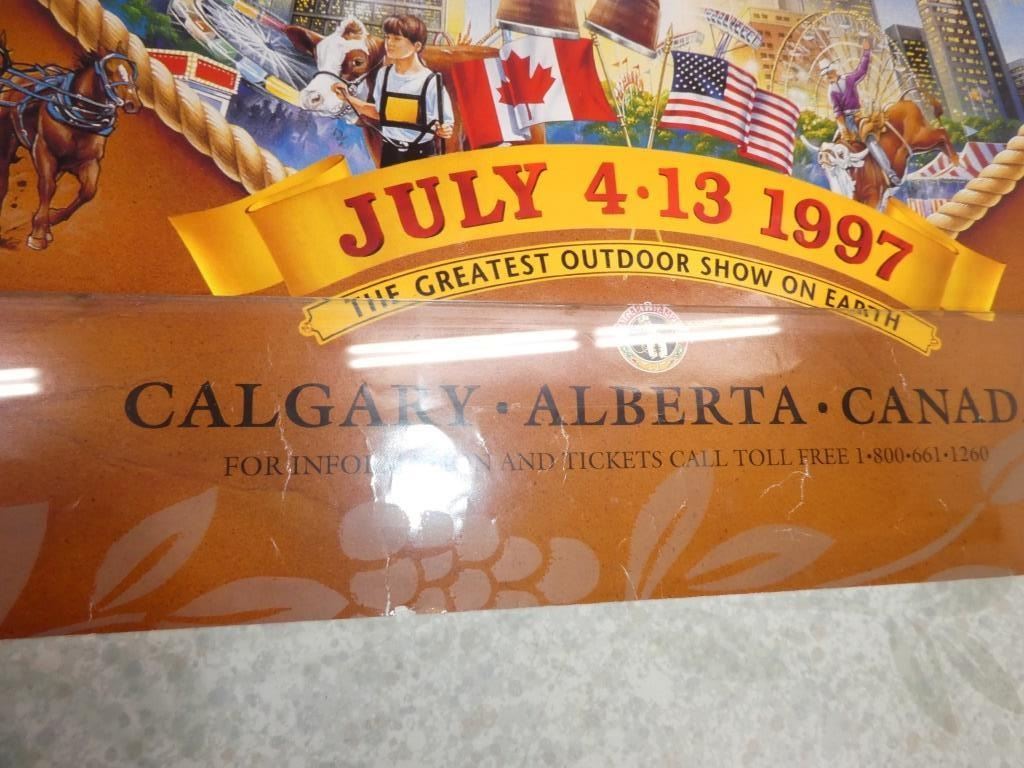 JULY 4•13 1997
THE GREATEST OUTDOOR SHOW ON EARTH
CALGARY • ALBERTA • CANAD
FOR AND TICKETS CALL TOLL FREE 1•800•661•1260